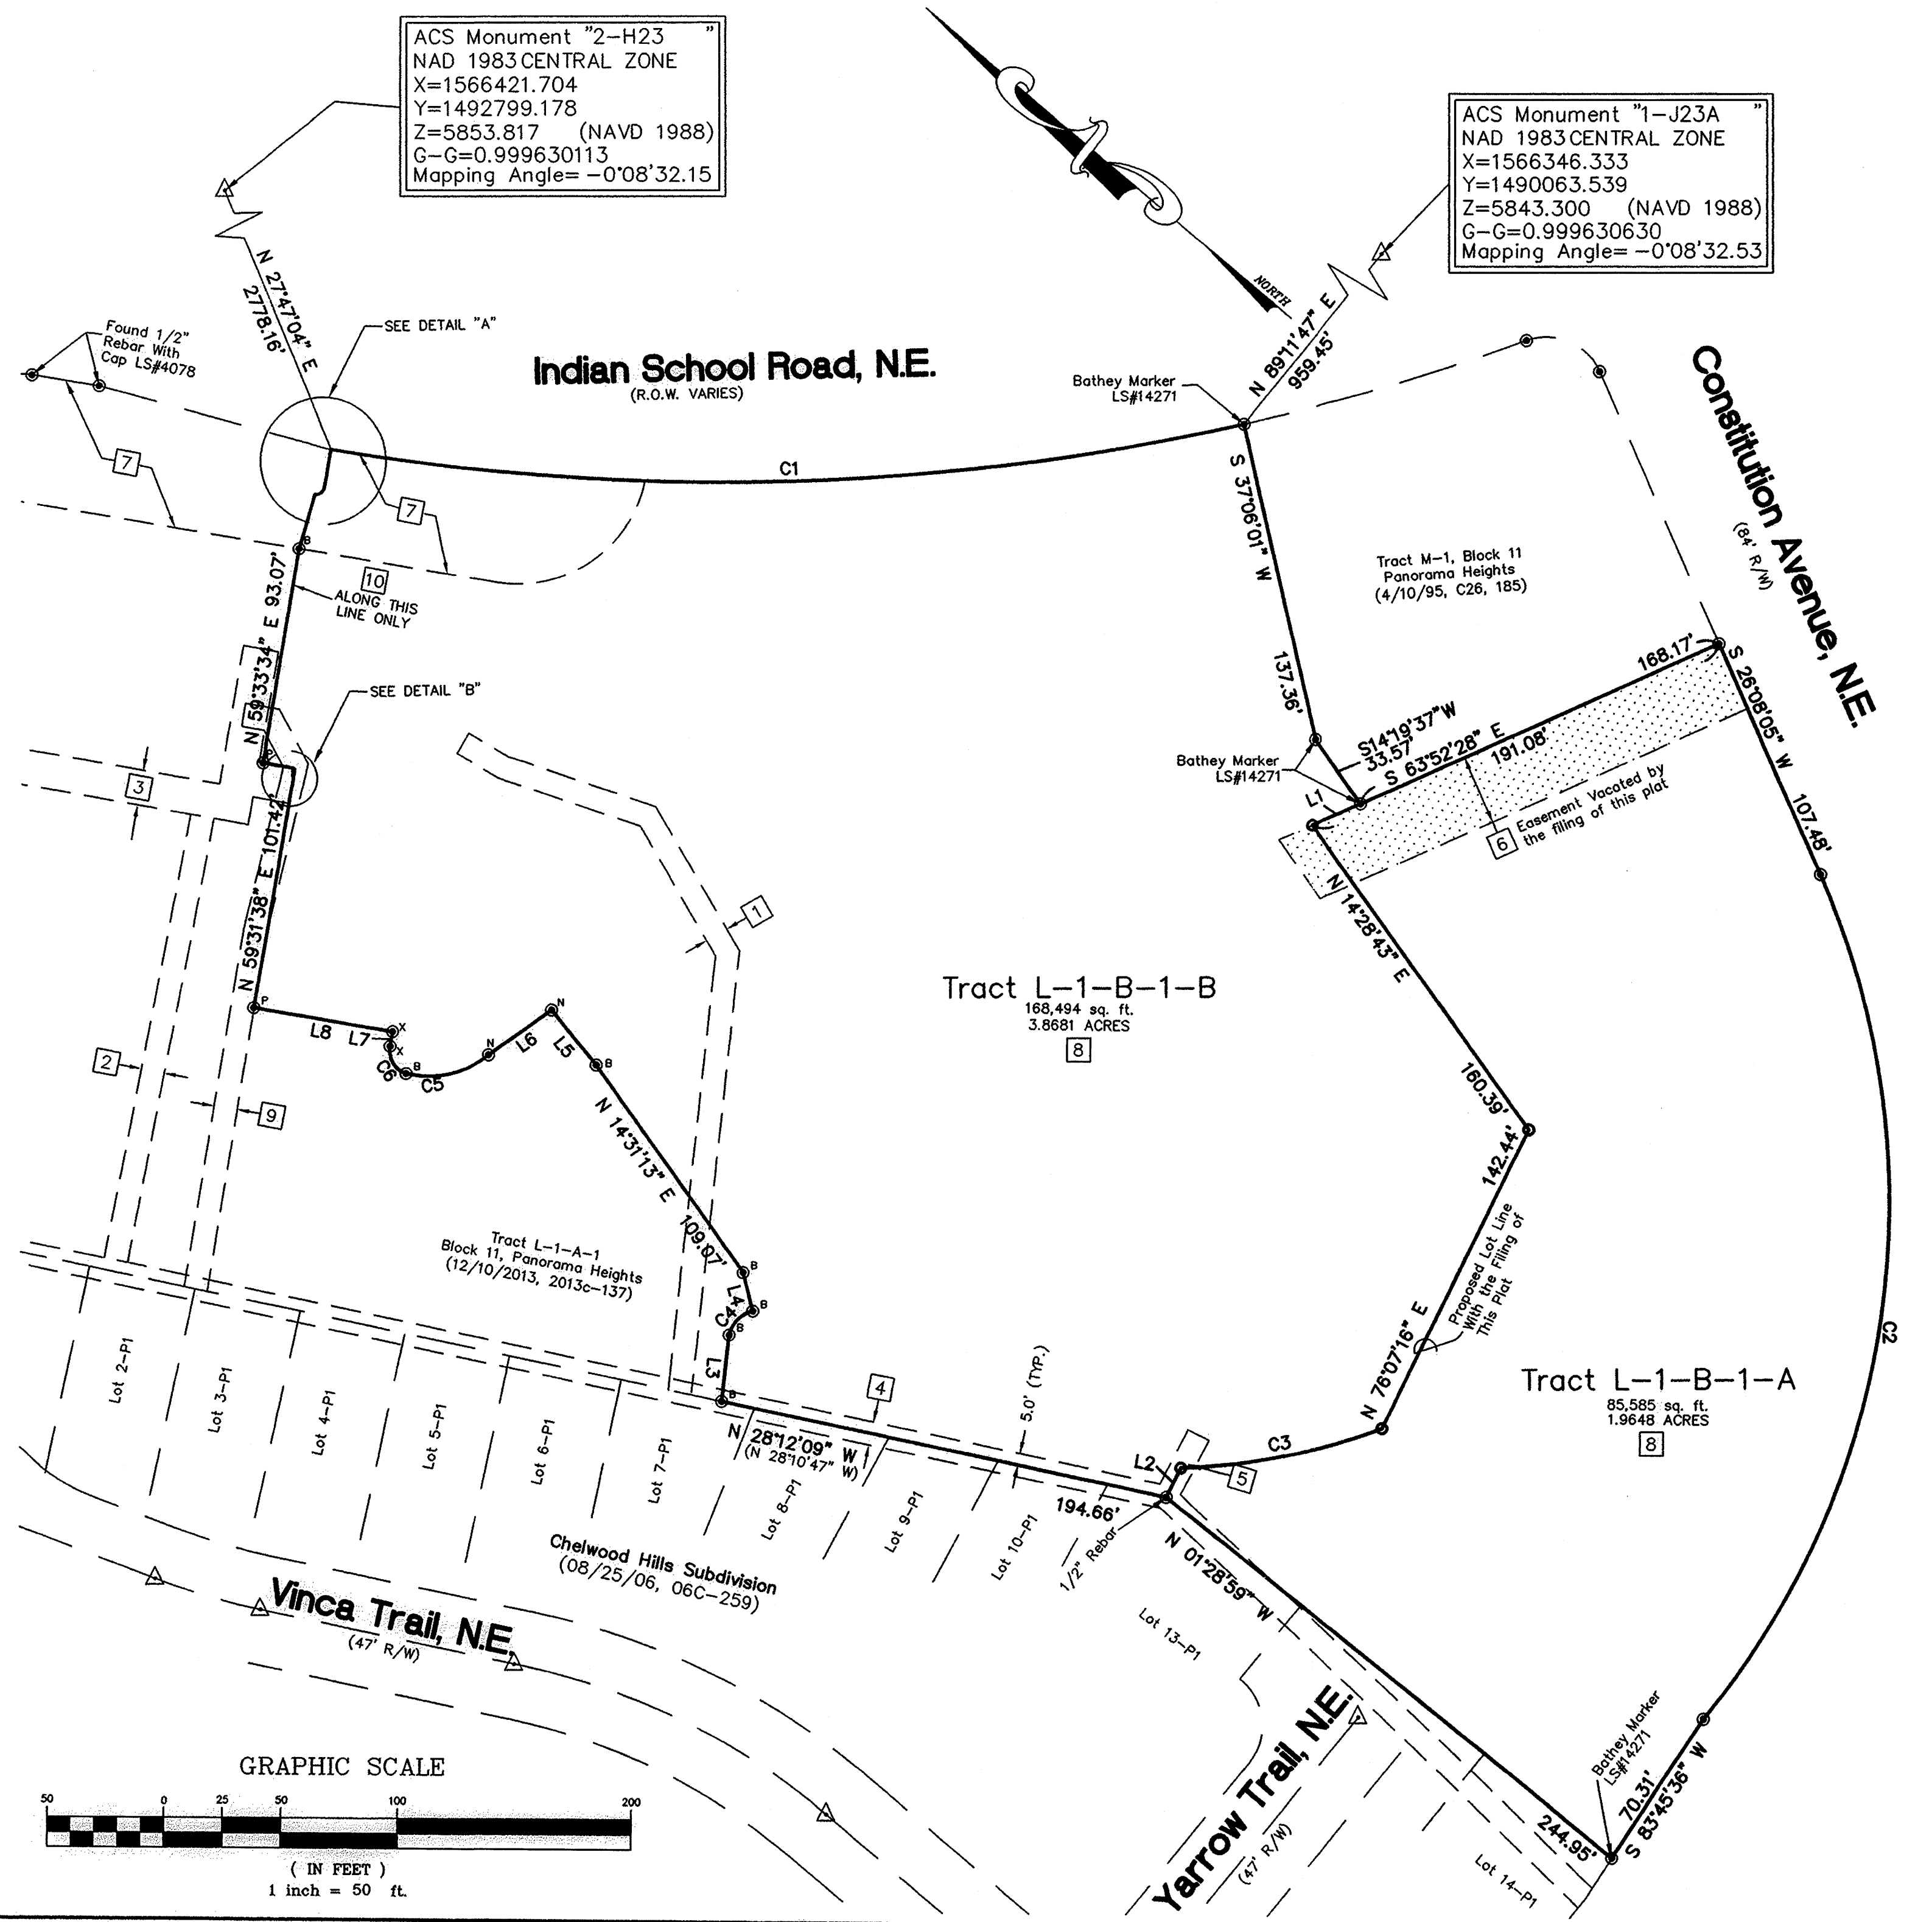 ACS Monument "2-H23 "
NAD 1983 CENTRAL ZONE
X=1566421.704
Y=1492799.178
Z=5853.817 (NAVD 1988)
G-G=0.999630113
Mapping Angle= -0°08'32.15
ACS Monument "1-J23A "
NAD 1983 CENTRAL ZONE
X=1566346.333
Y=1490063.539
Z=5843.300 (NAVD 1988)
G-G=0.999630630
Mapping Angle= -0°08'32.53
NORTH
N 27°47'04" E
2778.16'
N 89°11'47" E
959.45'
Found 1/2"
Rebar With
Cap LS#4078
SEE DETAIL "A"
Indian School Road, N.E.
(R.O.W. VARIES)
Bathey Marker
LS#14271
Constitution Avenue, N.E.
(84' R/W)
C1
7
7
S 37°06'01" W
137.36'
Tract M-1, Block 11
Panorama Heights
(4/10/95, C26, 185)
B
10
ALONG THIS
LINE ONLY
N 59°33'34" E 93.07'
SEE DETAIL "B"
P
3
168.17'
S 26°08'05" W
107.48'
S14°19'37"W
33.57'
S 63°52'28" E
191.08'
Bathey Marker
LS#14271
L1
6
Easement Vacated by
the filing of this plat
N 59°31'38" E 101.42'
1
N 14°28'43" E
160.39'
Tract L-1-B-1-B
168,494 sq. ft.
3.8681 ACRES
8
P
L8
L7
X
X
C6
B
C5
N
L6
N
L5
B
2
9
N 14°31'13" E
109.07'
142.44'
N 76°07'16" E
Proposed Lot Line
With the Filing of
This Plat
Tract L-1-A-1
Block 11, Panorama Heights
(12/10/2013, 2013c-137)
B
L4
B
C4
B
L3
B
C2
Tract L-1-B-1-A
85,585 sq. ft.
1.9648 ACRES
8
4
5.0' (TYP.)
C3
L2
5
N 28°12'09" W
(N 28°10'47" W)
194.66'
1/2" Rebar
Lot 2-P1
Lot 3-P1
Lot 4-P1
Lot 5-P1
Lot 6-P1
Lot 7-P1
Lot 8-P1
Lot 9-P1
Lot 10-P1
Chelwood Hills Subdivision
(08/25/06, 06C-259)
N 01°28'59" W
244.95'
Lot 13-P1
Vinca Trail, N.E.
(47' R/W)
Yarrow Trail, N.E.
(47' R/W)
Bathey Marker
LS#14271
70.31'
S 83°45'36" W
Lot 14-P1
GRAPHIC SCALE
50 0 25 50 100 200
( IN FEET )
1 inch = 50 ft.